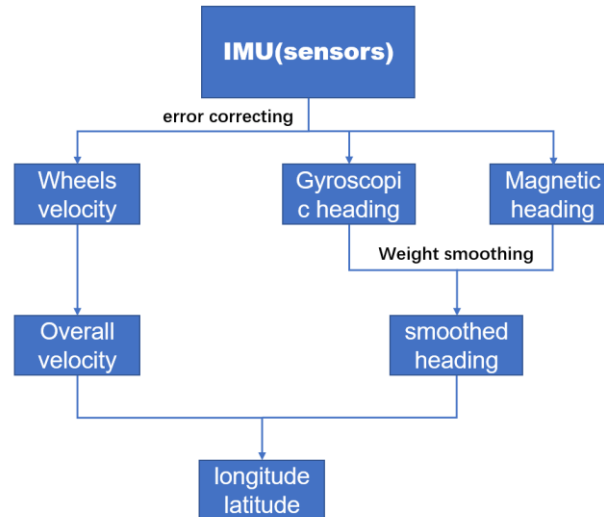 IMU(sensors)
error correcting
Wheels
velocity
Gyroscopi
c heading
Magnetic
heading
Weight smoothing
Overall
velocity
smoothed
heading
longitude
latitude